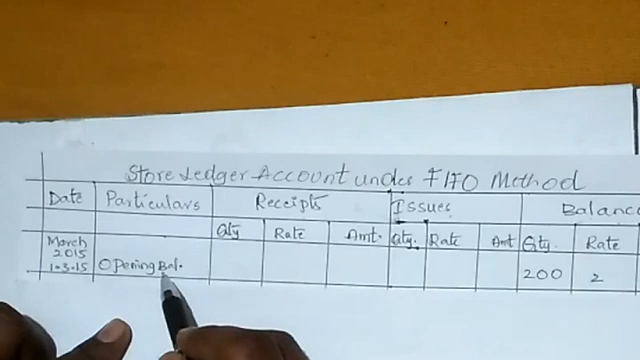 Store Ledger Account under FIFO Method
Date Particulars Receipts Issues Balanc
Qty Rate Amt. Qty. Rate Amt Qty. Rate
March
2015
1-3-15 Opening Bal. 200 2